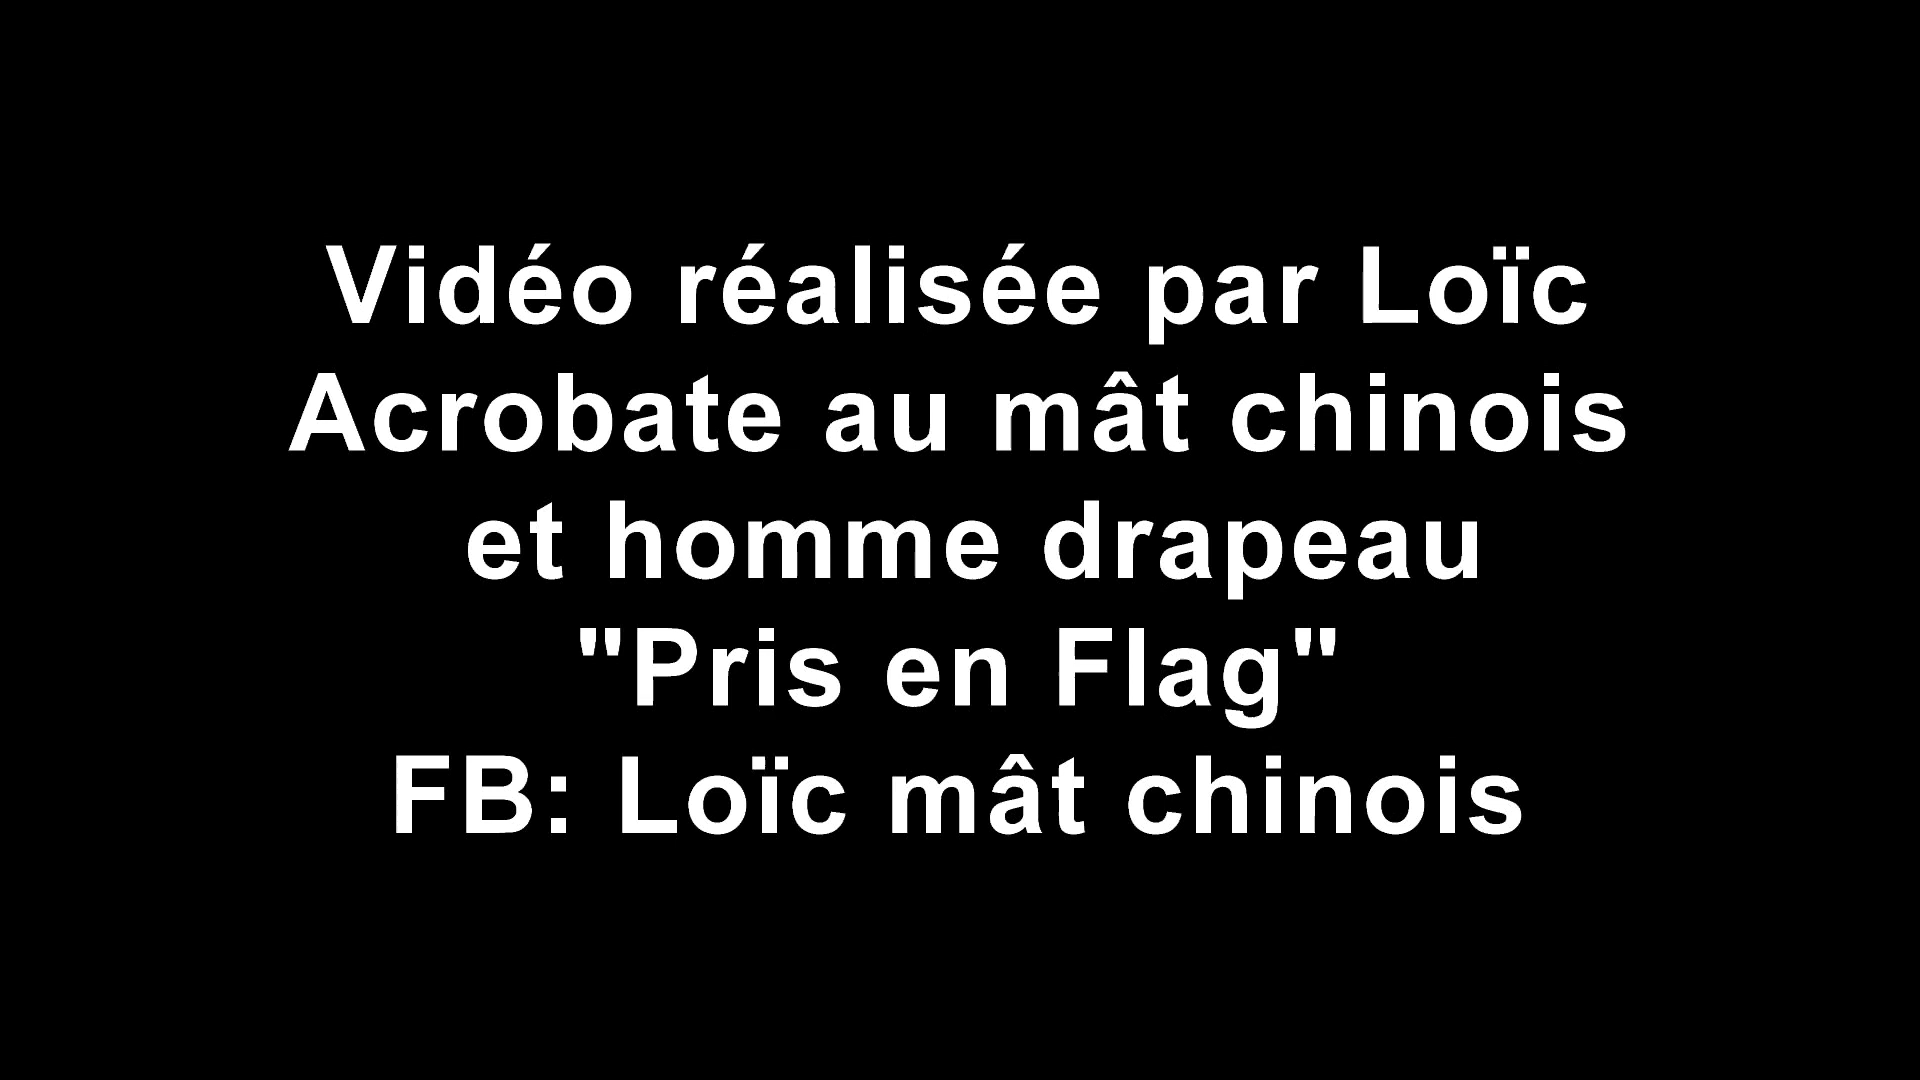 Vidéo réalisée par Loïc
Acrobate au mât chinois
et homme drapeau
"Pris en Flag"
FB: Loïc mât chinois